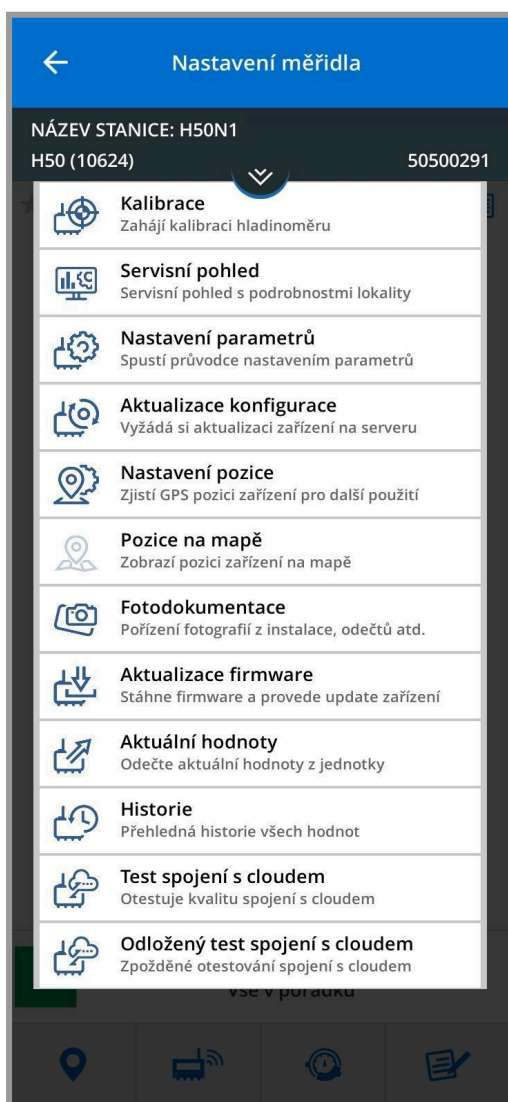 Nastavení měřidla
NÁZEV STANICE: H50N1
H50 (10624) 50500291
Kalibrace
Zahájí kalibraci hladinoměru
Servisní pohled
Servisní pohled s podrobnostmi lokality
Nastavení parametrů
Spustí průvodce nastavením parametrů
Aktualizace konfigurace
Vyžádá si aktualizaci zařízení na serveru
Nastavení pozice
Zjistí GPS pozici zařízení pro další použití
Pozice na mapě
Zobrazí pozici zařízení na mapě
Fotodokumentace
Pořízení fotografií z instalace, odečtů atd.
Aktualizace firmware
Stáhne firmware a provede update zařízení
Aktuální hodnoty
Odečte aktuální hodnoty z jednotky
Historie
Přehledná historie všech hodnot
Test spojení s cloudem
Otestuje kvalitu spojení s cloudem
Odložený test spojení s cloudem
Zpožděné otestování spojení s cloudem
Vše v pořádku